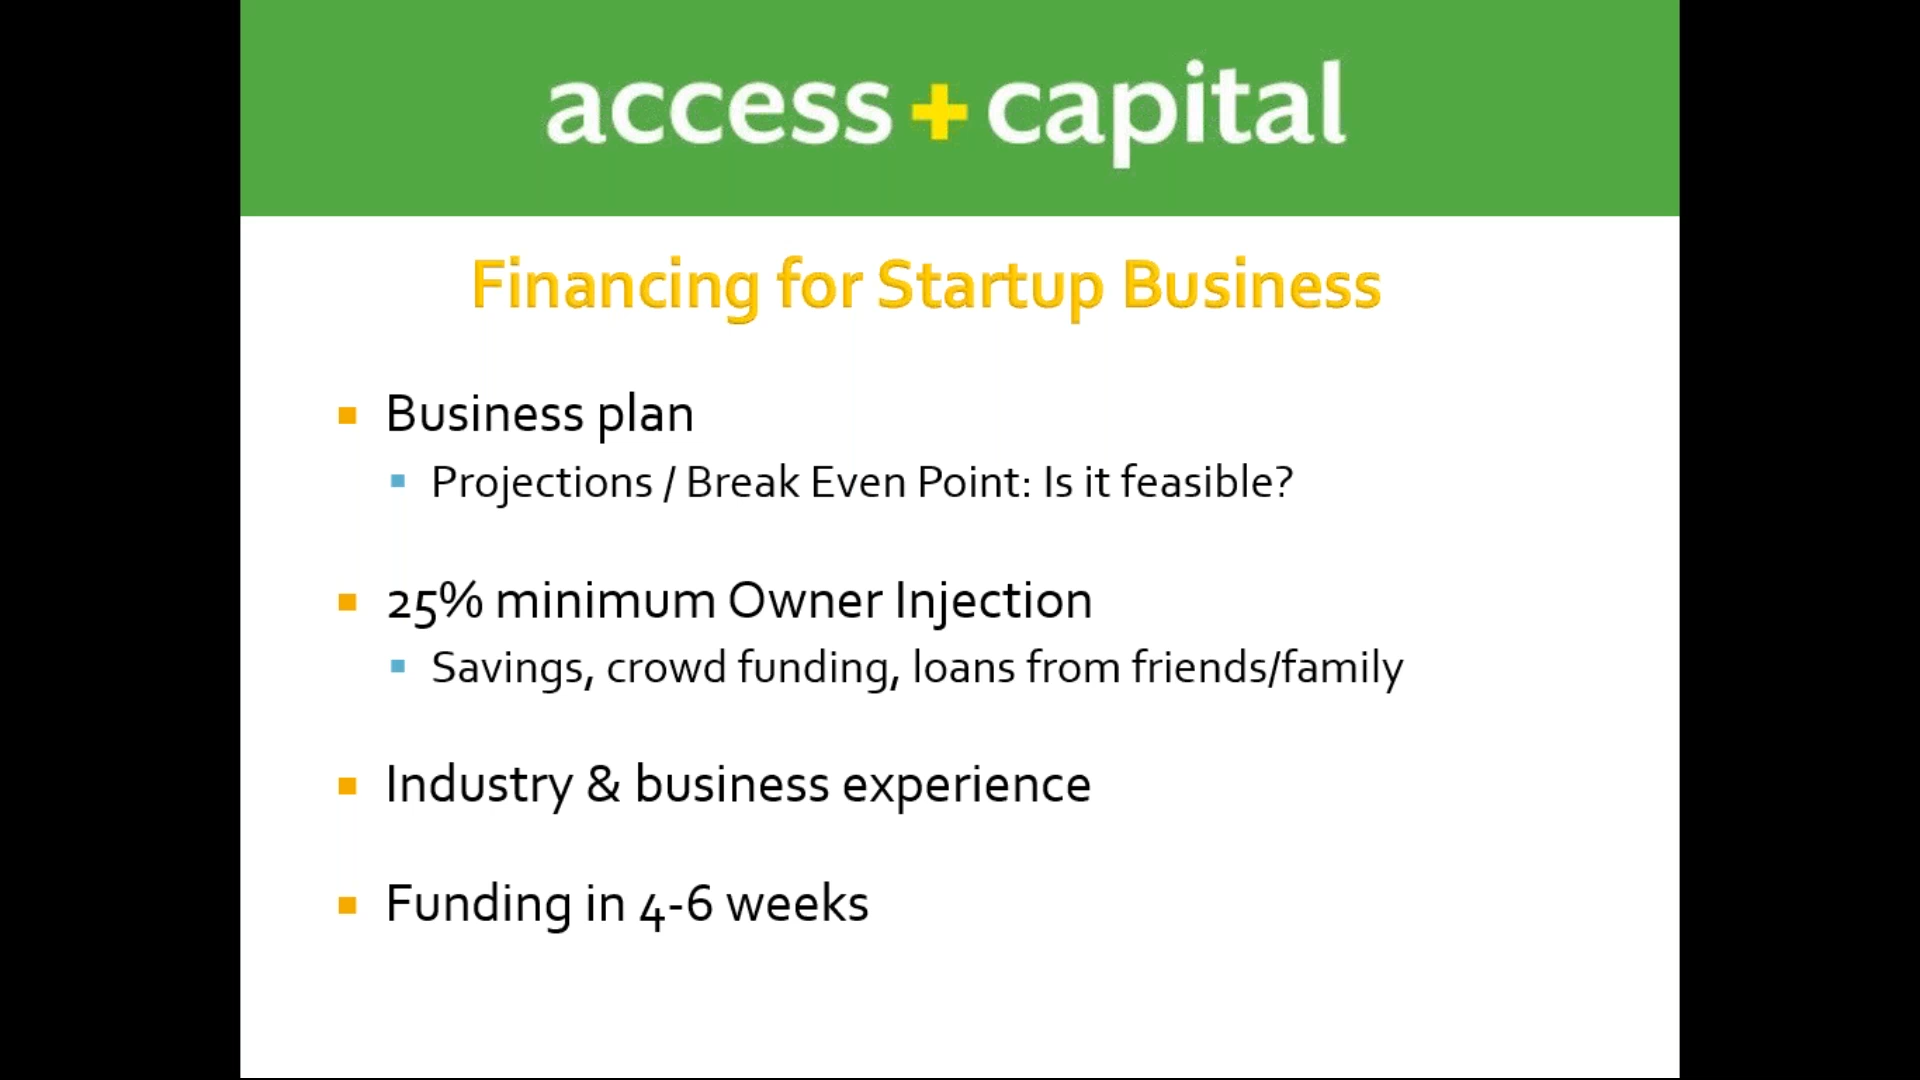 access + capital
Financing for Startup Business
Business plan
Projections / Break Even Point: Is it feasible?
25% minimum Owner Injection
Savings, crowd funding, loans from friends/family
Industry & business experience
Funding in 4-6 weeks